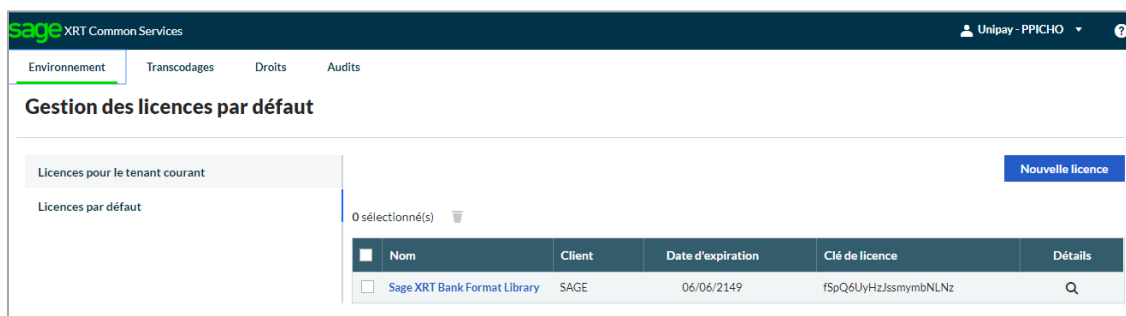 sage XRT Common Services Unipay - PPICHO ?
Environnement Transcodages Droits Audits
Gestion des licences par défaut
Licences pour le tenant courant Nouvelle licence
Licences par défaut
0 sélectionné(s)
Nom Client Date d'expiration Clé de licence Détails
Sage XRT Bank Format Library SAGE 06/06/2149 fSpQ6UyHzJssmymbNLNz